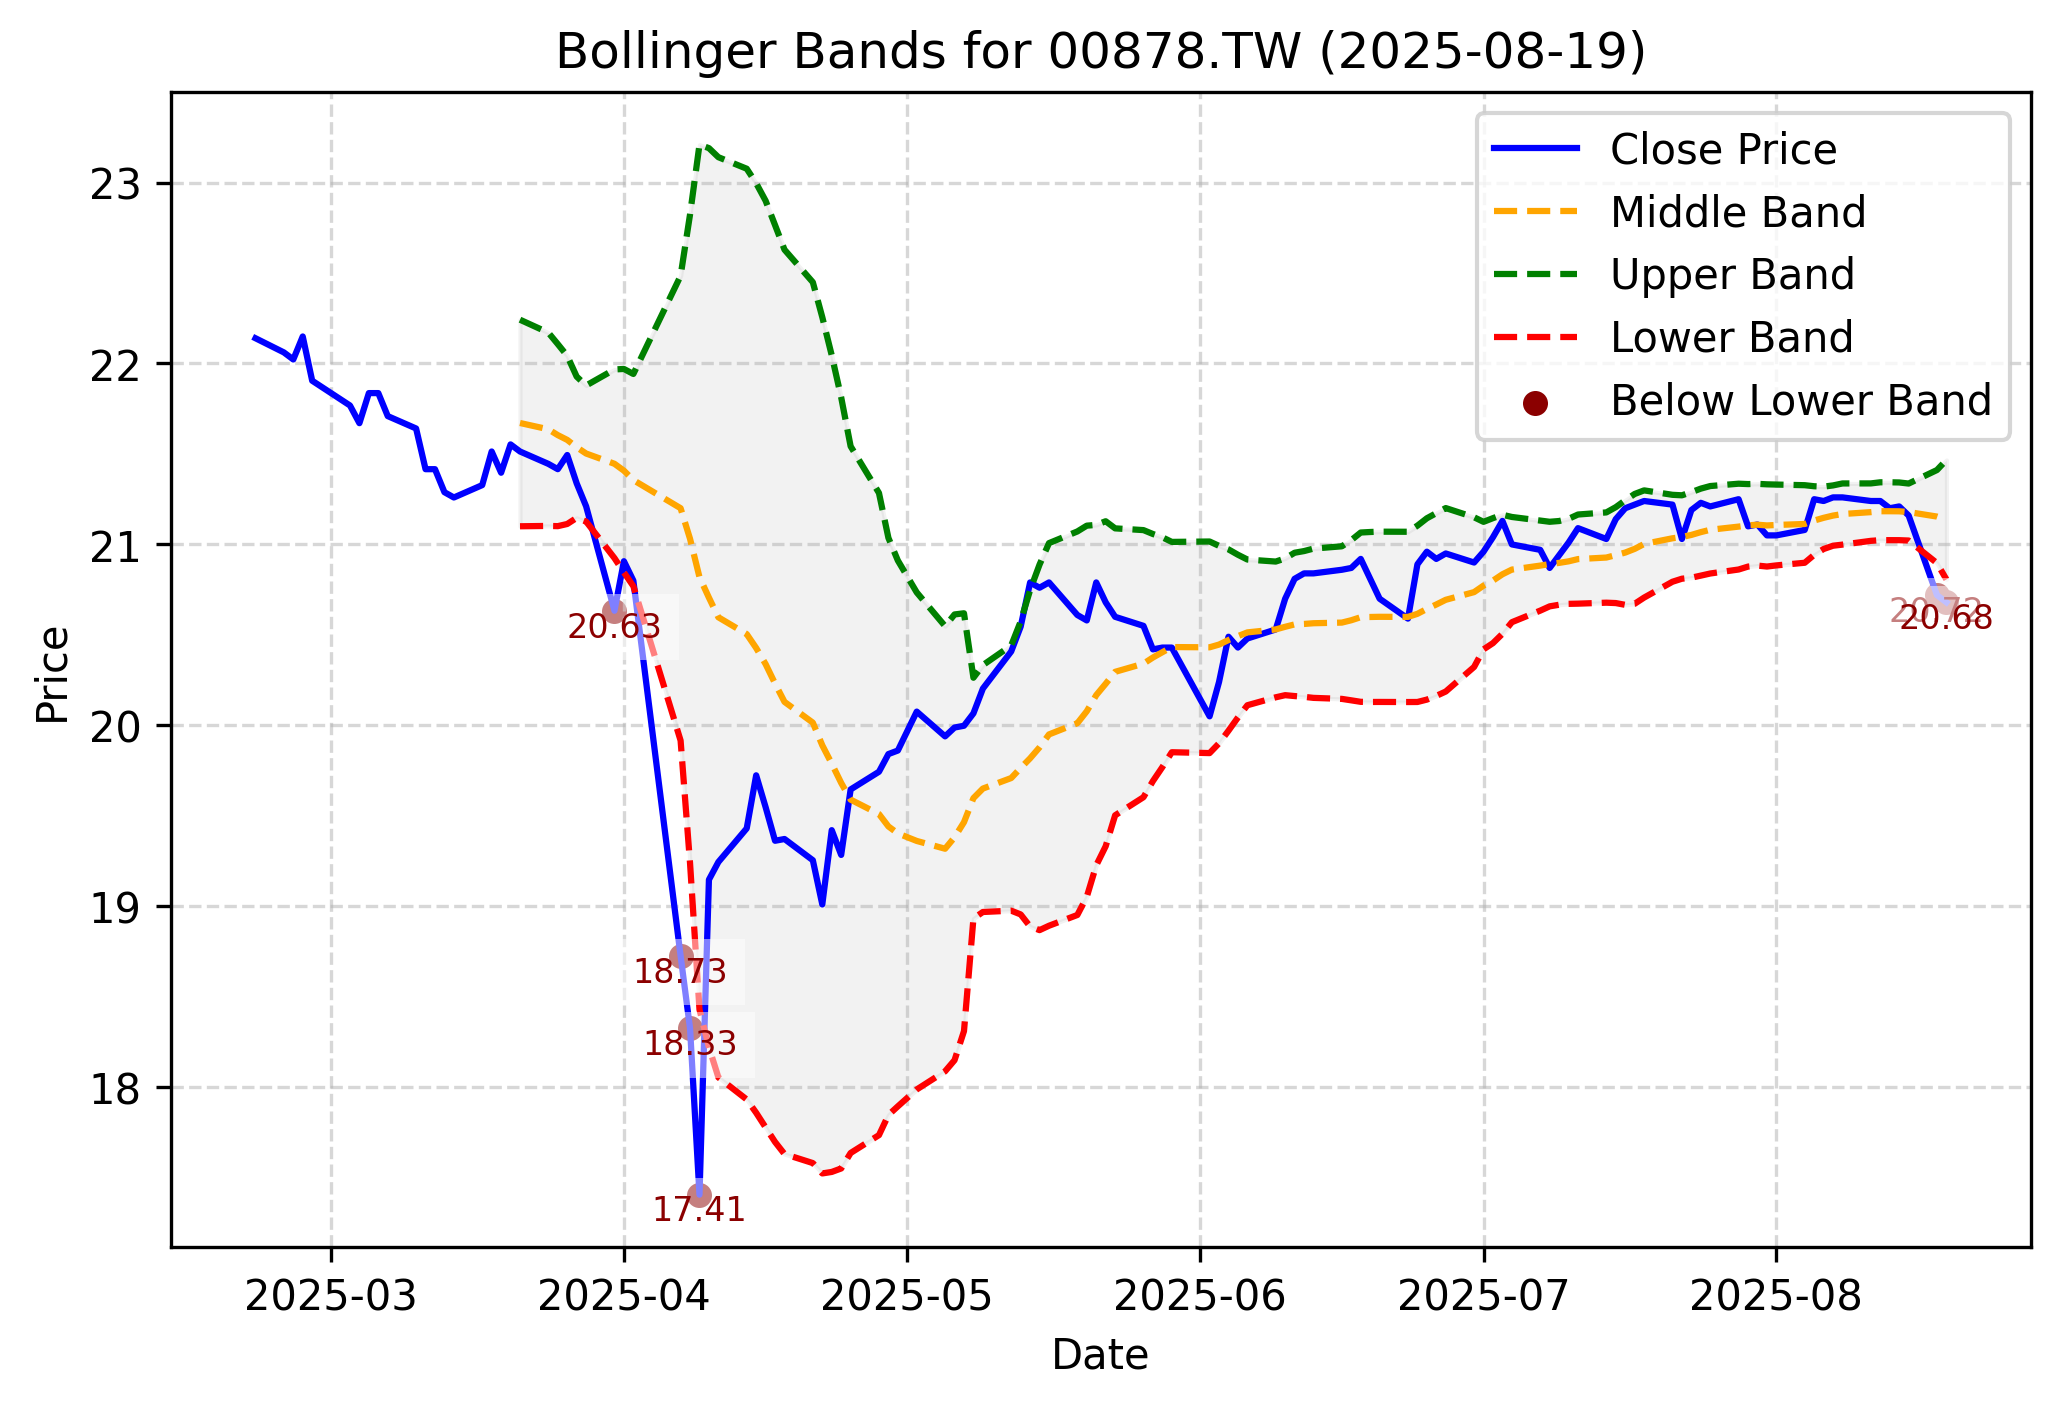 Bollinger Bands for 00878.TW (2025-08-19)
Close Price
Middle Band
Upper Band
Lower Band
Below Lower Band
Price
23
22
21
20
19
18
20.63
18.73
18.33
17.41
20.72
20.68
2025-03
2025-04
2025-05
2025-06
2025-07
2025-08
Date